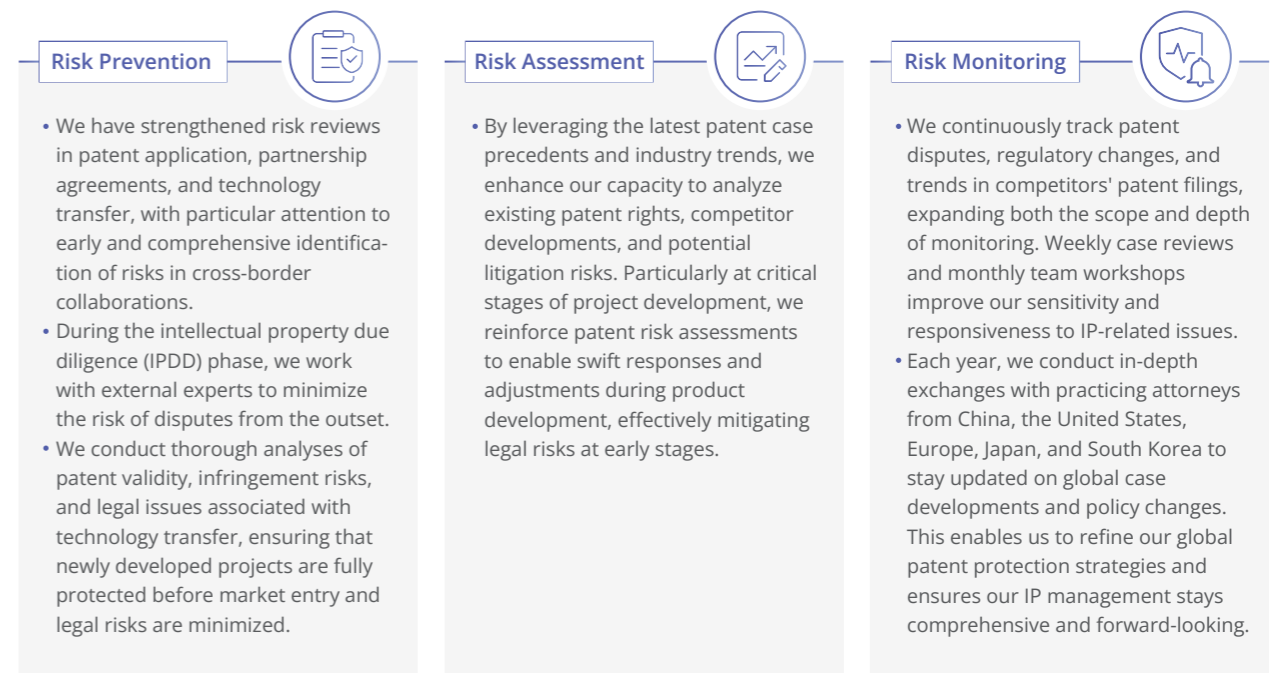 Risk Prevention
• We have strengthened risk reviews
in patent application, partnership
agreements, and technology
transfer, with particular attention to
early and comprehensive identifica-
tion of risks in cross-border
collaborations.
• During the intellectual property due
diligence (IPDD) phase, we work
with external experts to minimize
the risk of disputes from the outset.
• We conduct thorough analyses of
patent validity, infringement risks,
and legal issues associated with
technology transfer, ensuring that
newly developed projects are fully
protected before market entry and
legal risks are minimized.
Risk Assessment
• By leveraging the latest patent case
precedents and industry trends, we
enhance our capacity to analyze
existing patent rights, competitor
developments, and potential
litigation risks. Particularly at critical
stages of project development, we
reinforce patent risk assessments
to enable swift responses and
adjustments during product
development, effectively mitigating
legal risks at early stages.
Risk Monitoring
• We continuously track patent
disputes, regulatory changes, and
trends in competitors' patent filings,
expanding both the scope and depth
of monitoring. Weekly case reviews
and monthly team workshops
improve our sensitivity and
responsiveness to IP-related issues.
• Each year, we conduct in-depth
exchanges with practicing attorneys
from China, the United States,
Europe, Japan, and South Korea to
stay updated on global case
developments and policy changes.
This enables us to refine our global
patent protection strategies and
ensures our IP management stays
comprehensive and forward-looking.